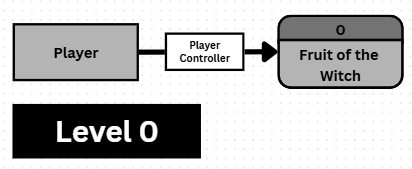 Player
Player
Controller
0
Fruit of the
Witch
Level 0